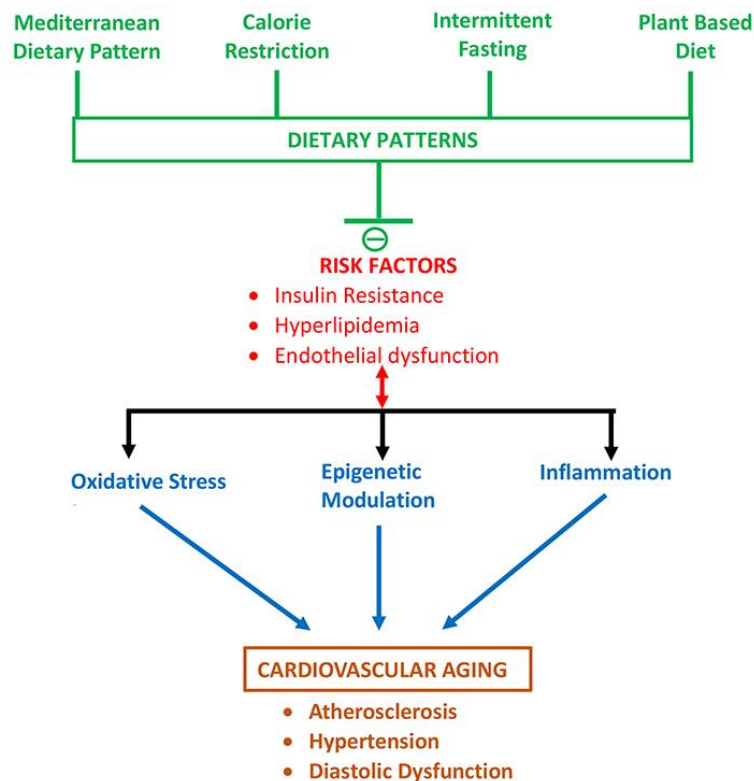 Mediterranean
Dietary Pattern
Calorie
Restriction
Intermittent
Fasting
Plant Based
Diet
DIETARY PATTERNS
RISK FACTORS
• Insulin Resistance
• Hyperlipidemia
• Endothelial dysfunction
Oxidative Stress
Epigenetic
Modulation
Inflammation
CARDIOVASCULAR AGING
• Atherosclerosis
• Hypertension
• Diastolic Dysfunction